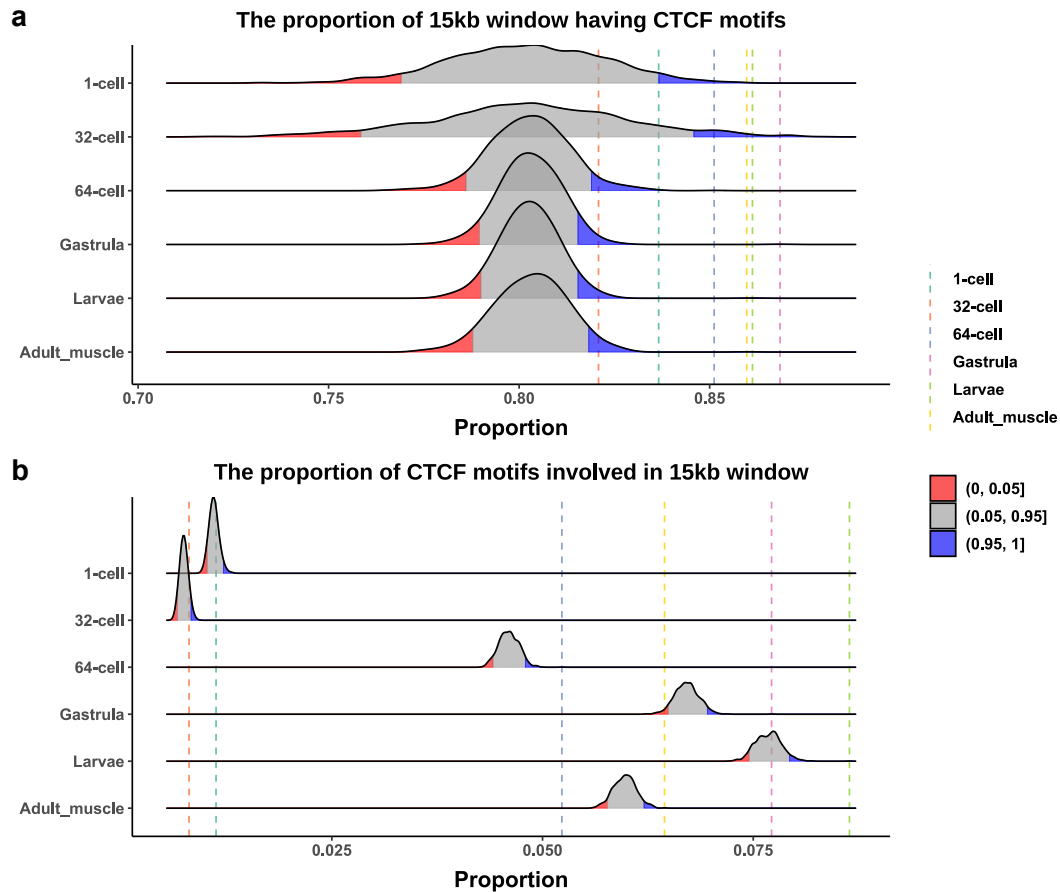 a
The proportion of 15kb window having CTCF motifs
1-cell
32-cell
64-cell
Gastrula
Larvae
Adult_muscle
0.70
0.75
0.80
0.85
Proportion
1-cell
32-cell
64-cell
Gastrula
Larvae
Adult_muscle
b
The proportion of CTCF motifs involved in 15kb window
(0, 0.05]
(0.05, 0.95]
(0.95, 1]
1-cell
32-cell
64-cell
Gastrula
Larvae
Adult_muscle
0.025
0.050
0.075
Proportion